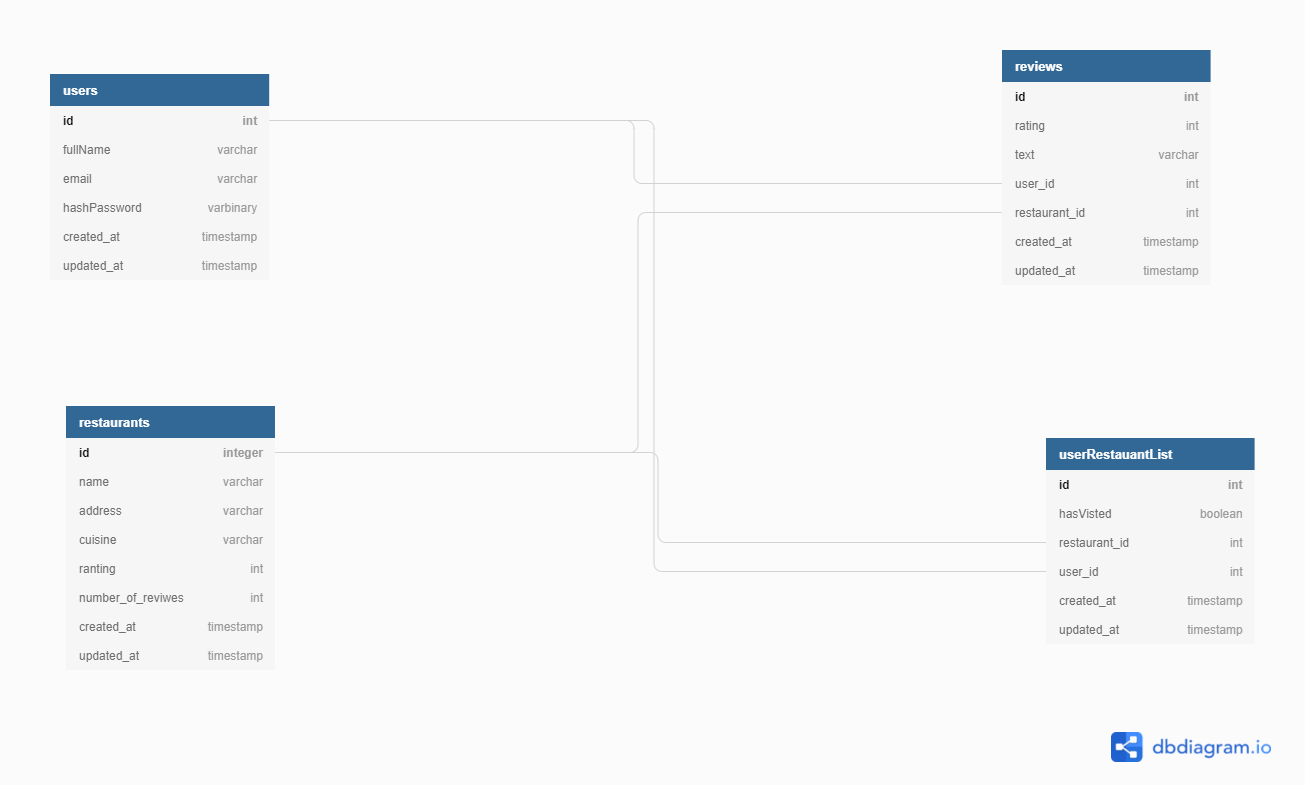 users
id int
fullName varchar
email varchar
hashPassword varbinary
created_at timestamp
updated_at timestamp
reviews
id int
rating int
text varchar
user_id int
restaurant_id int
created_at timestamp
updated_at timestamp
restaurants
id integer
name varchar
address varchar
cuisine varchar
ranting int
number_of_reviwes int
created_at timestamp
updated_at timestamp
userRestauantList
id int
hasVisted boolean
restaurant_id int
user_id int
created_at timestamp
updated_at timestamp
dbdiagram.io